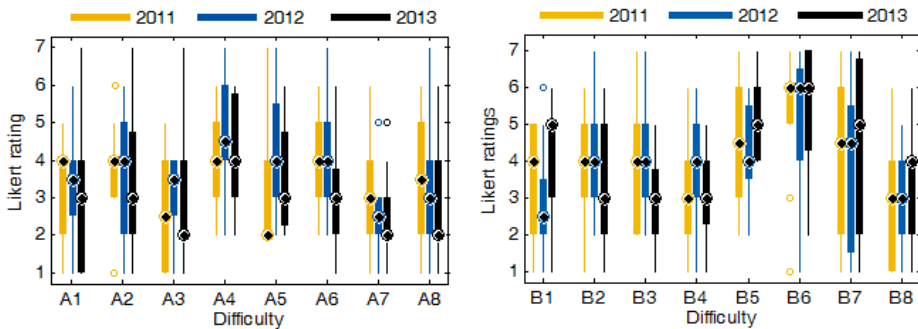 2011 2012 2013
7
6
5
4
3
2
1
Likert rating
A1 A2 A3 A4 A5 A6 A7 A8
Difficulty
2011 2012 2013
7
6
5
4
3
2
1
Likert ratings
B1 B2 B3 B4 B5 B6 B7 B8
Difficulty